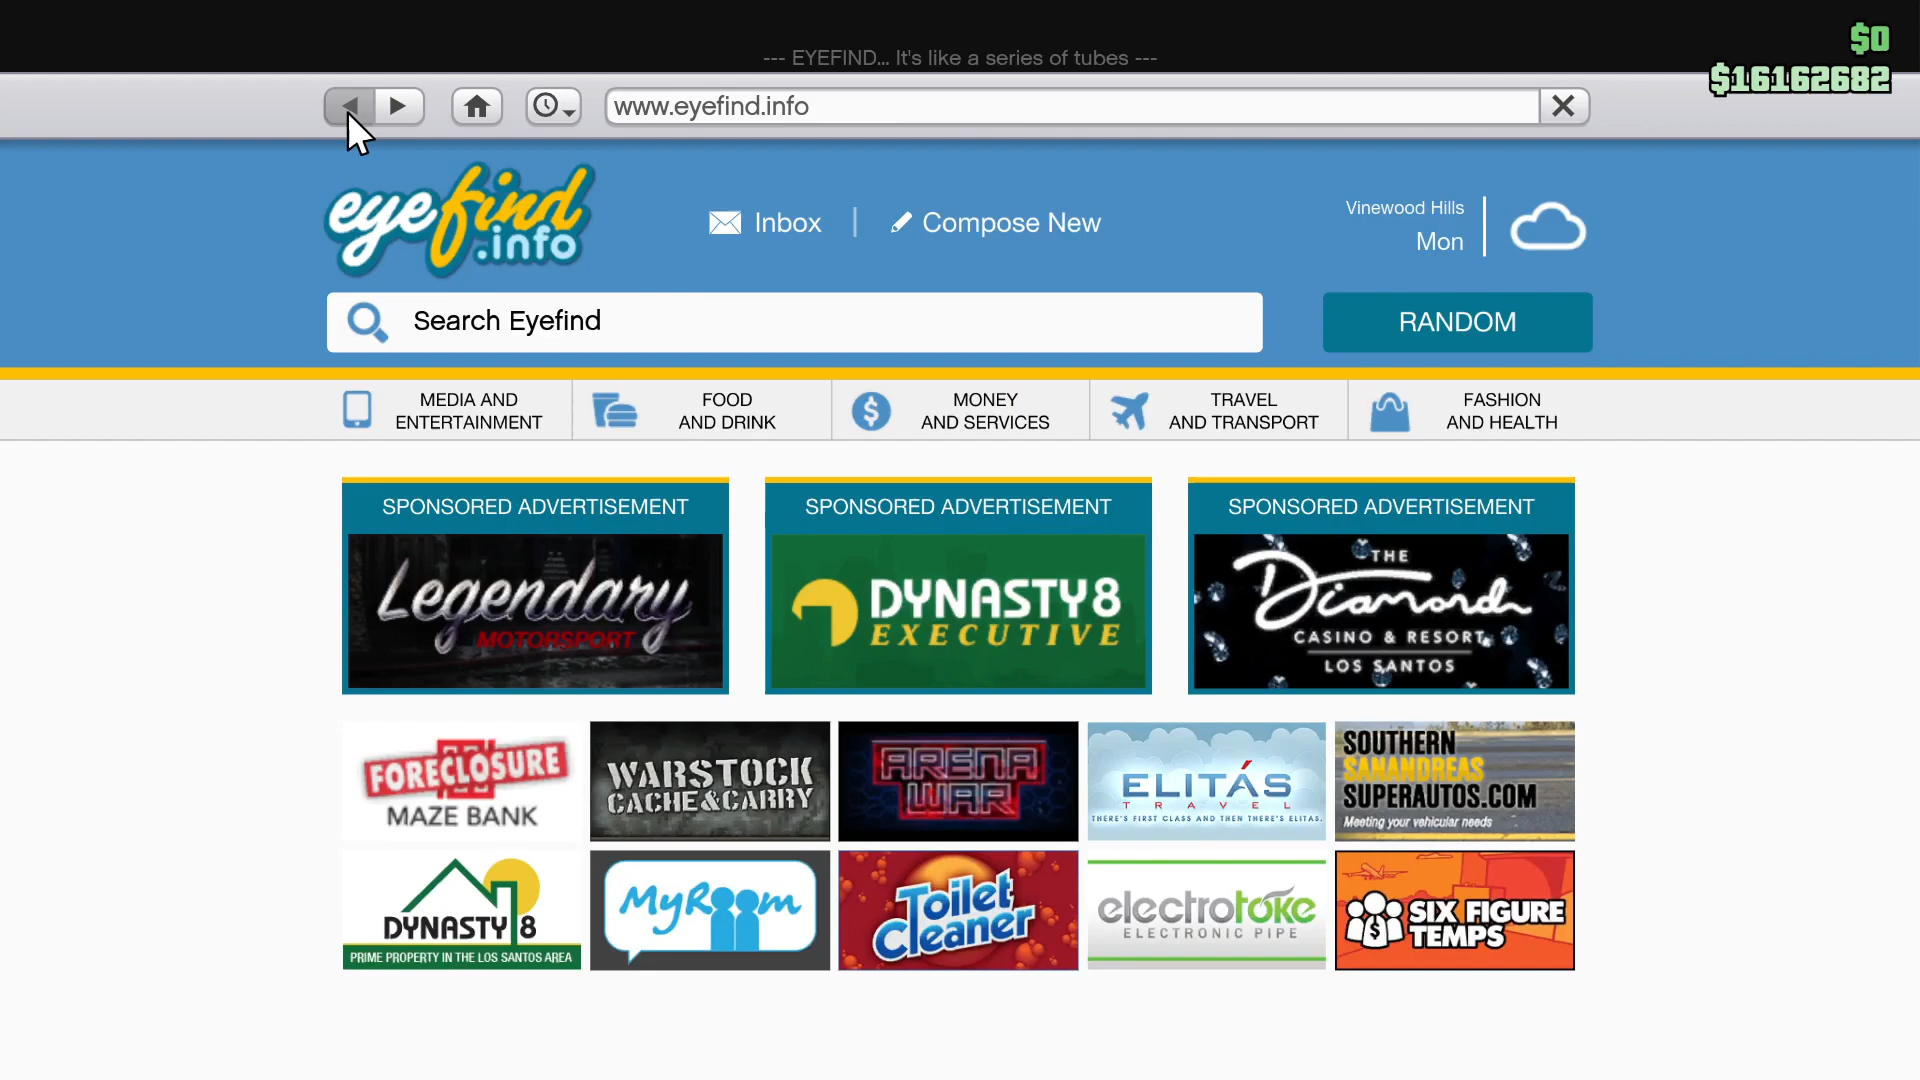 $0
--- EYEFIND... It's like a series of tubes ---
$16162682
www.eyefind.info
eyefind
.info
Inbox
Compose New
Vinewood Hills
Mon
Search Eyefind
RANDOM
MEDIA AND
ENTERTAINMENT
FOOD
AND DRINK
MONEY
AND SERVICES
TRAVEL
AND TRANSPORT
FASHION
AND HEALTH
SPONSORED ADVERTISEMENT
Legendary
MOTORSPORT
SPONSORED ADVERTISEMENT
DYNASTY8
EXECUTIVE
SPONSORED ADVERTISEMENT
THE
Diamond
CASINO & RESORT
LOS SANTOS
FORECLOSURE
MAZE BANK
WARSTOCK
CACHE&CARRY
ARENA
WAR
ELITÁS
TRAVEL
THERE'S FIRST CLASS AND THEN THERE'S ELITAS.
SOUTHERN
SANANDREAS
SUPERAUTOS.COM
Meeting your vehicular needs
DYNASTY 8
PRIME PROPERTY IN THE LOS SANTOS AREA
MyRoom
Toilet
Cleaner
electrotoke
ELECTRONIC PIPE
SIX FIGURE
TEMPS